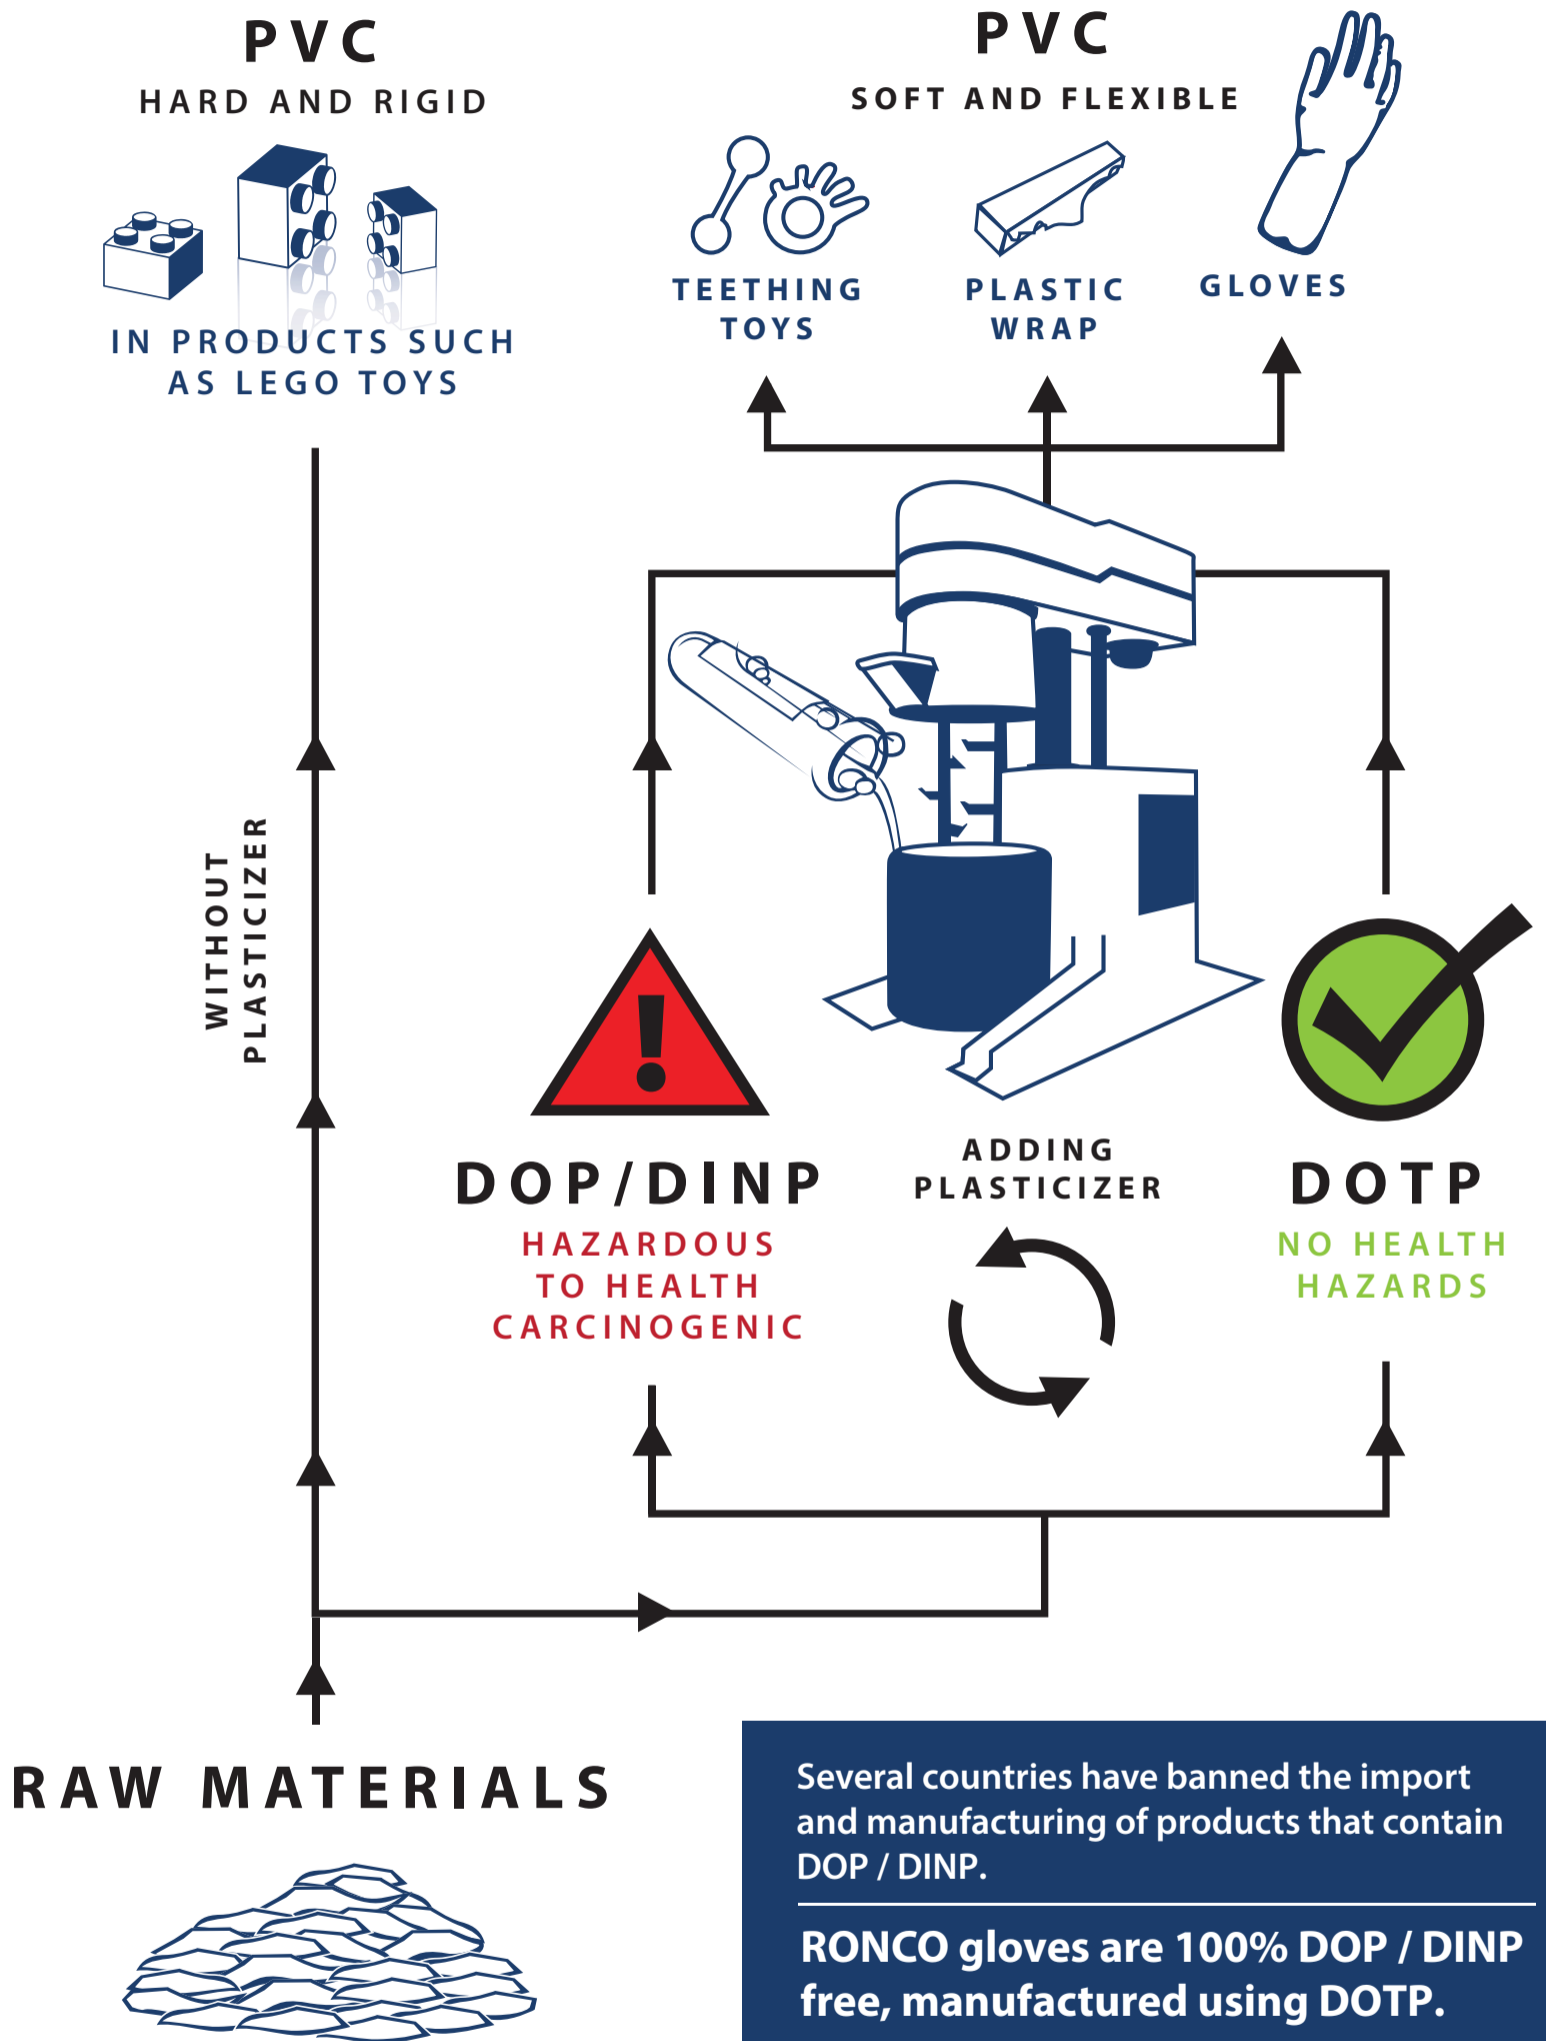 PVC
HARD AND RIGID
IN PRODUCTS SUCH
AS LEGO TOYS
PVC
SOFT AND FLEXIBLE
TEETHING
TOYS
PLASTIC
WRAP
GLOVES
WITHOUT
PLASTICIZER
DOP/DINP
HAZARDOUS
TO HEALTH
CARCINOGENIC
ADDING
PLASTICIZER
DOTP
NO HEALTH
HAZARDS
RAW MATERIALS
Several countries have banned the import
and manufacturing of products that contain
DOP / DINP.
RONCO gloves are 100% DOP / DINP
free, manufactured using DOTP.